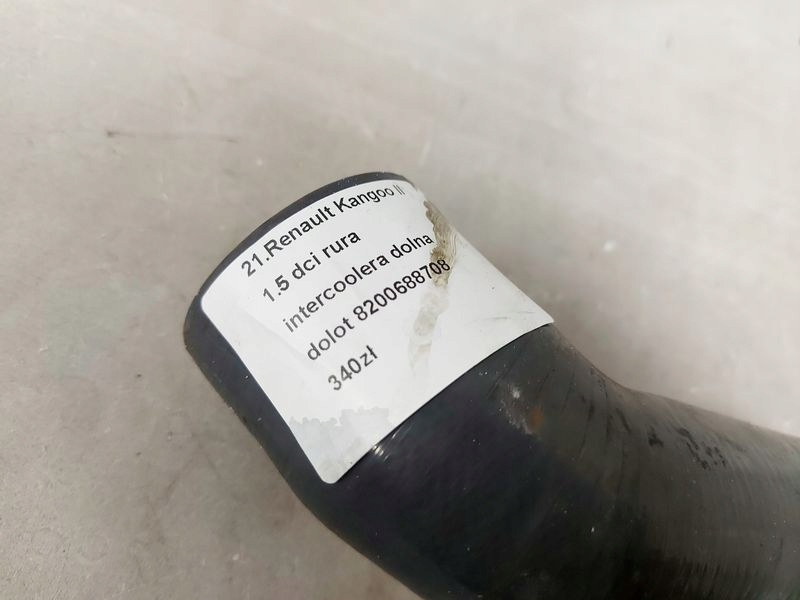 21.Renault Kangoo II
1.5 dci rura
intercoolera dolna
dolot 8200688708
340zł